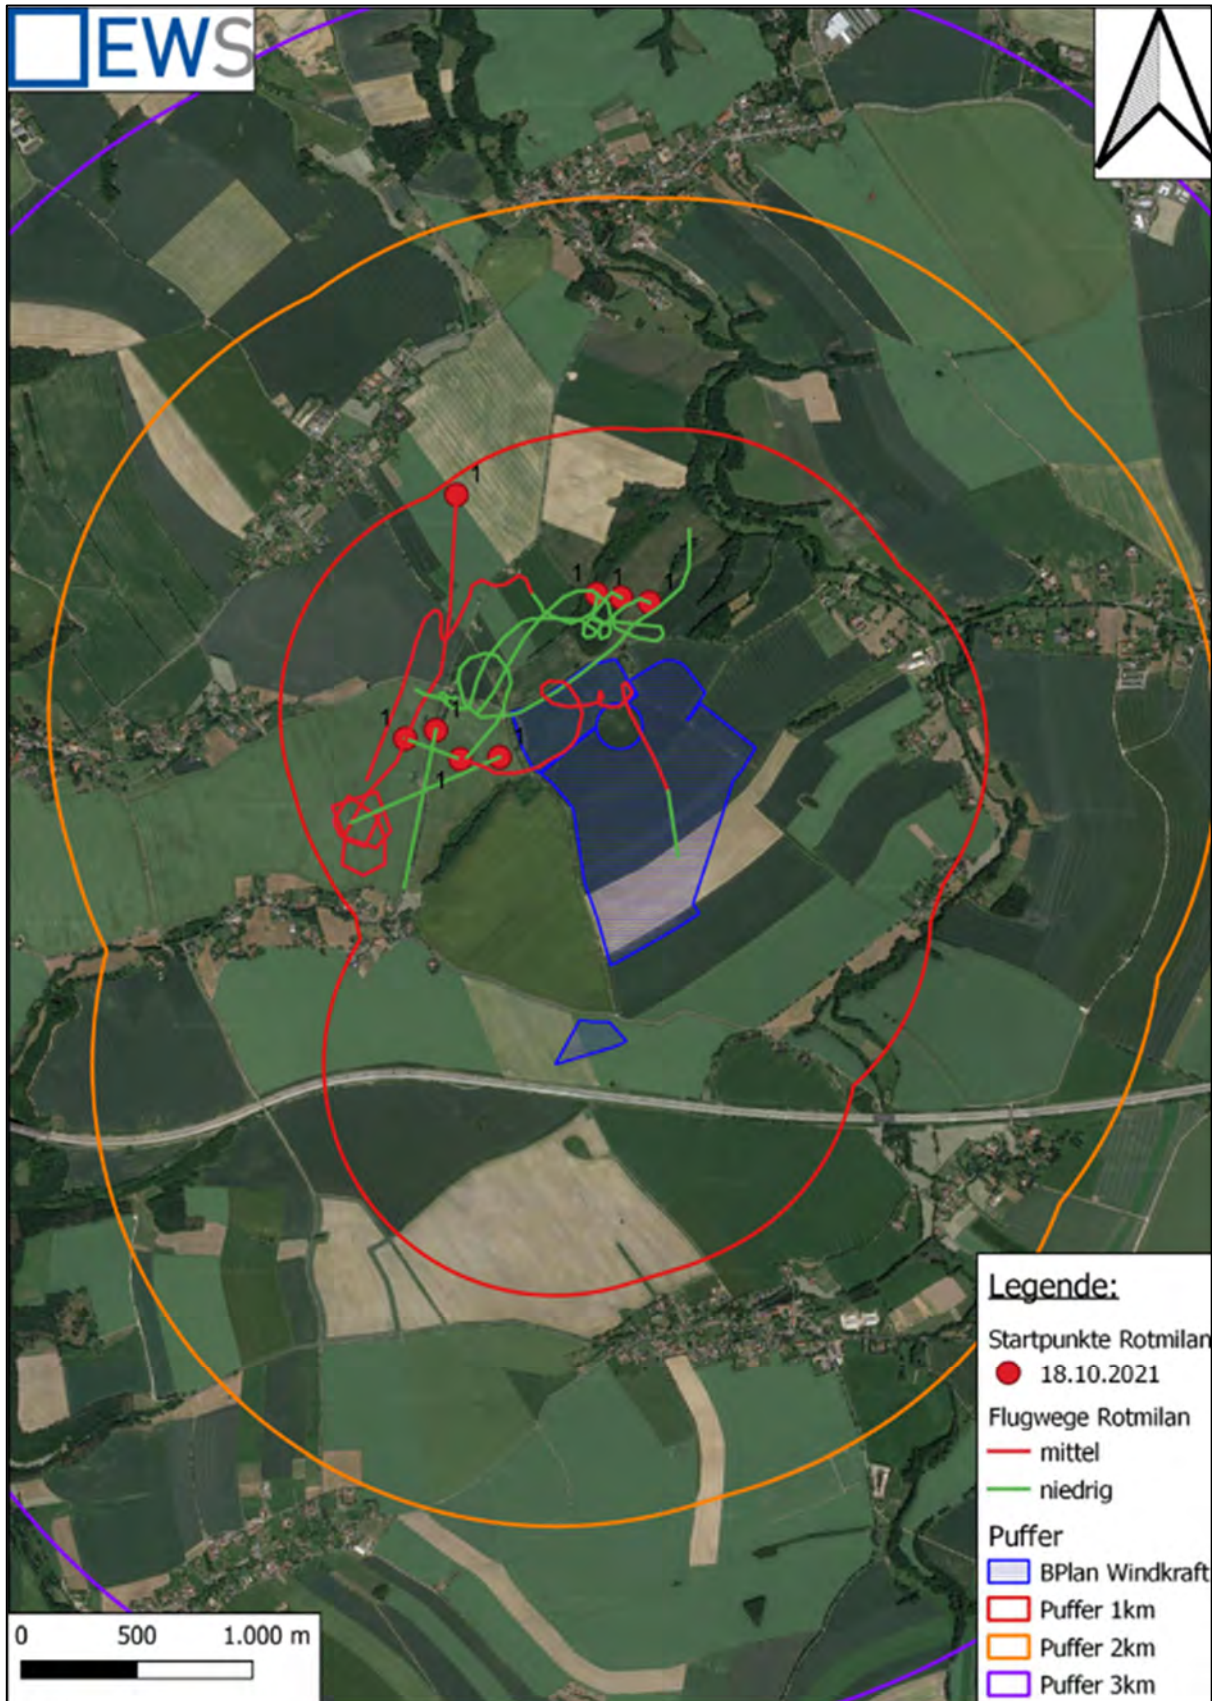 EWS
1
1
1
1
1
1
1
1
Legende:
Startpunkte Rotmilan
18.10.2021
Flugwege Rotmilan
mittel
niedrig
Puffer
BPlan Windkraft
Puffer 1km
Puffer 2km
Puffer 3km
0 500 1.000 m